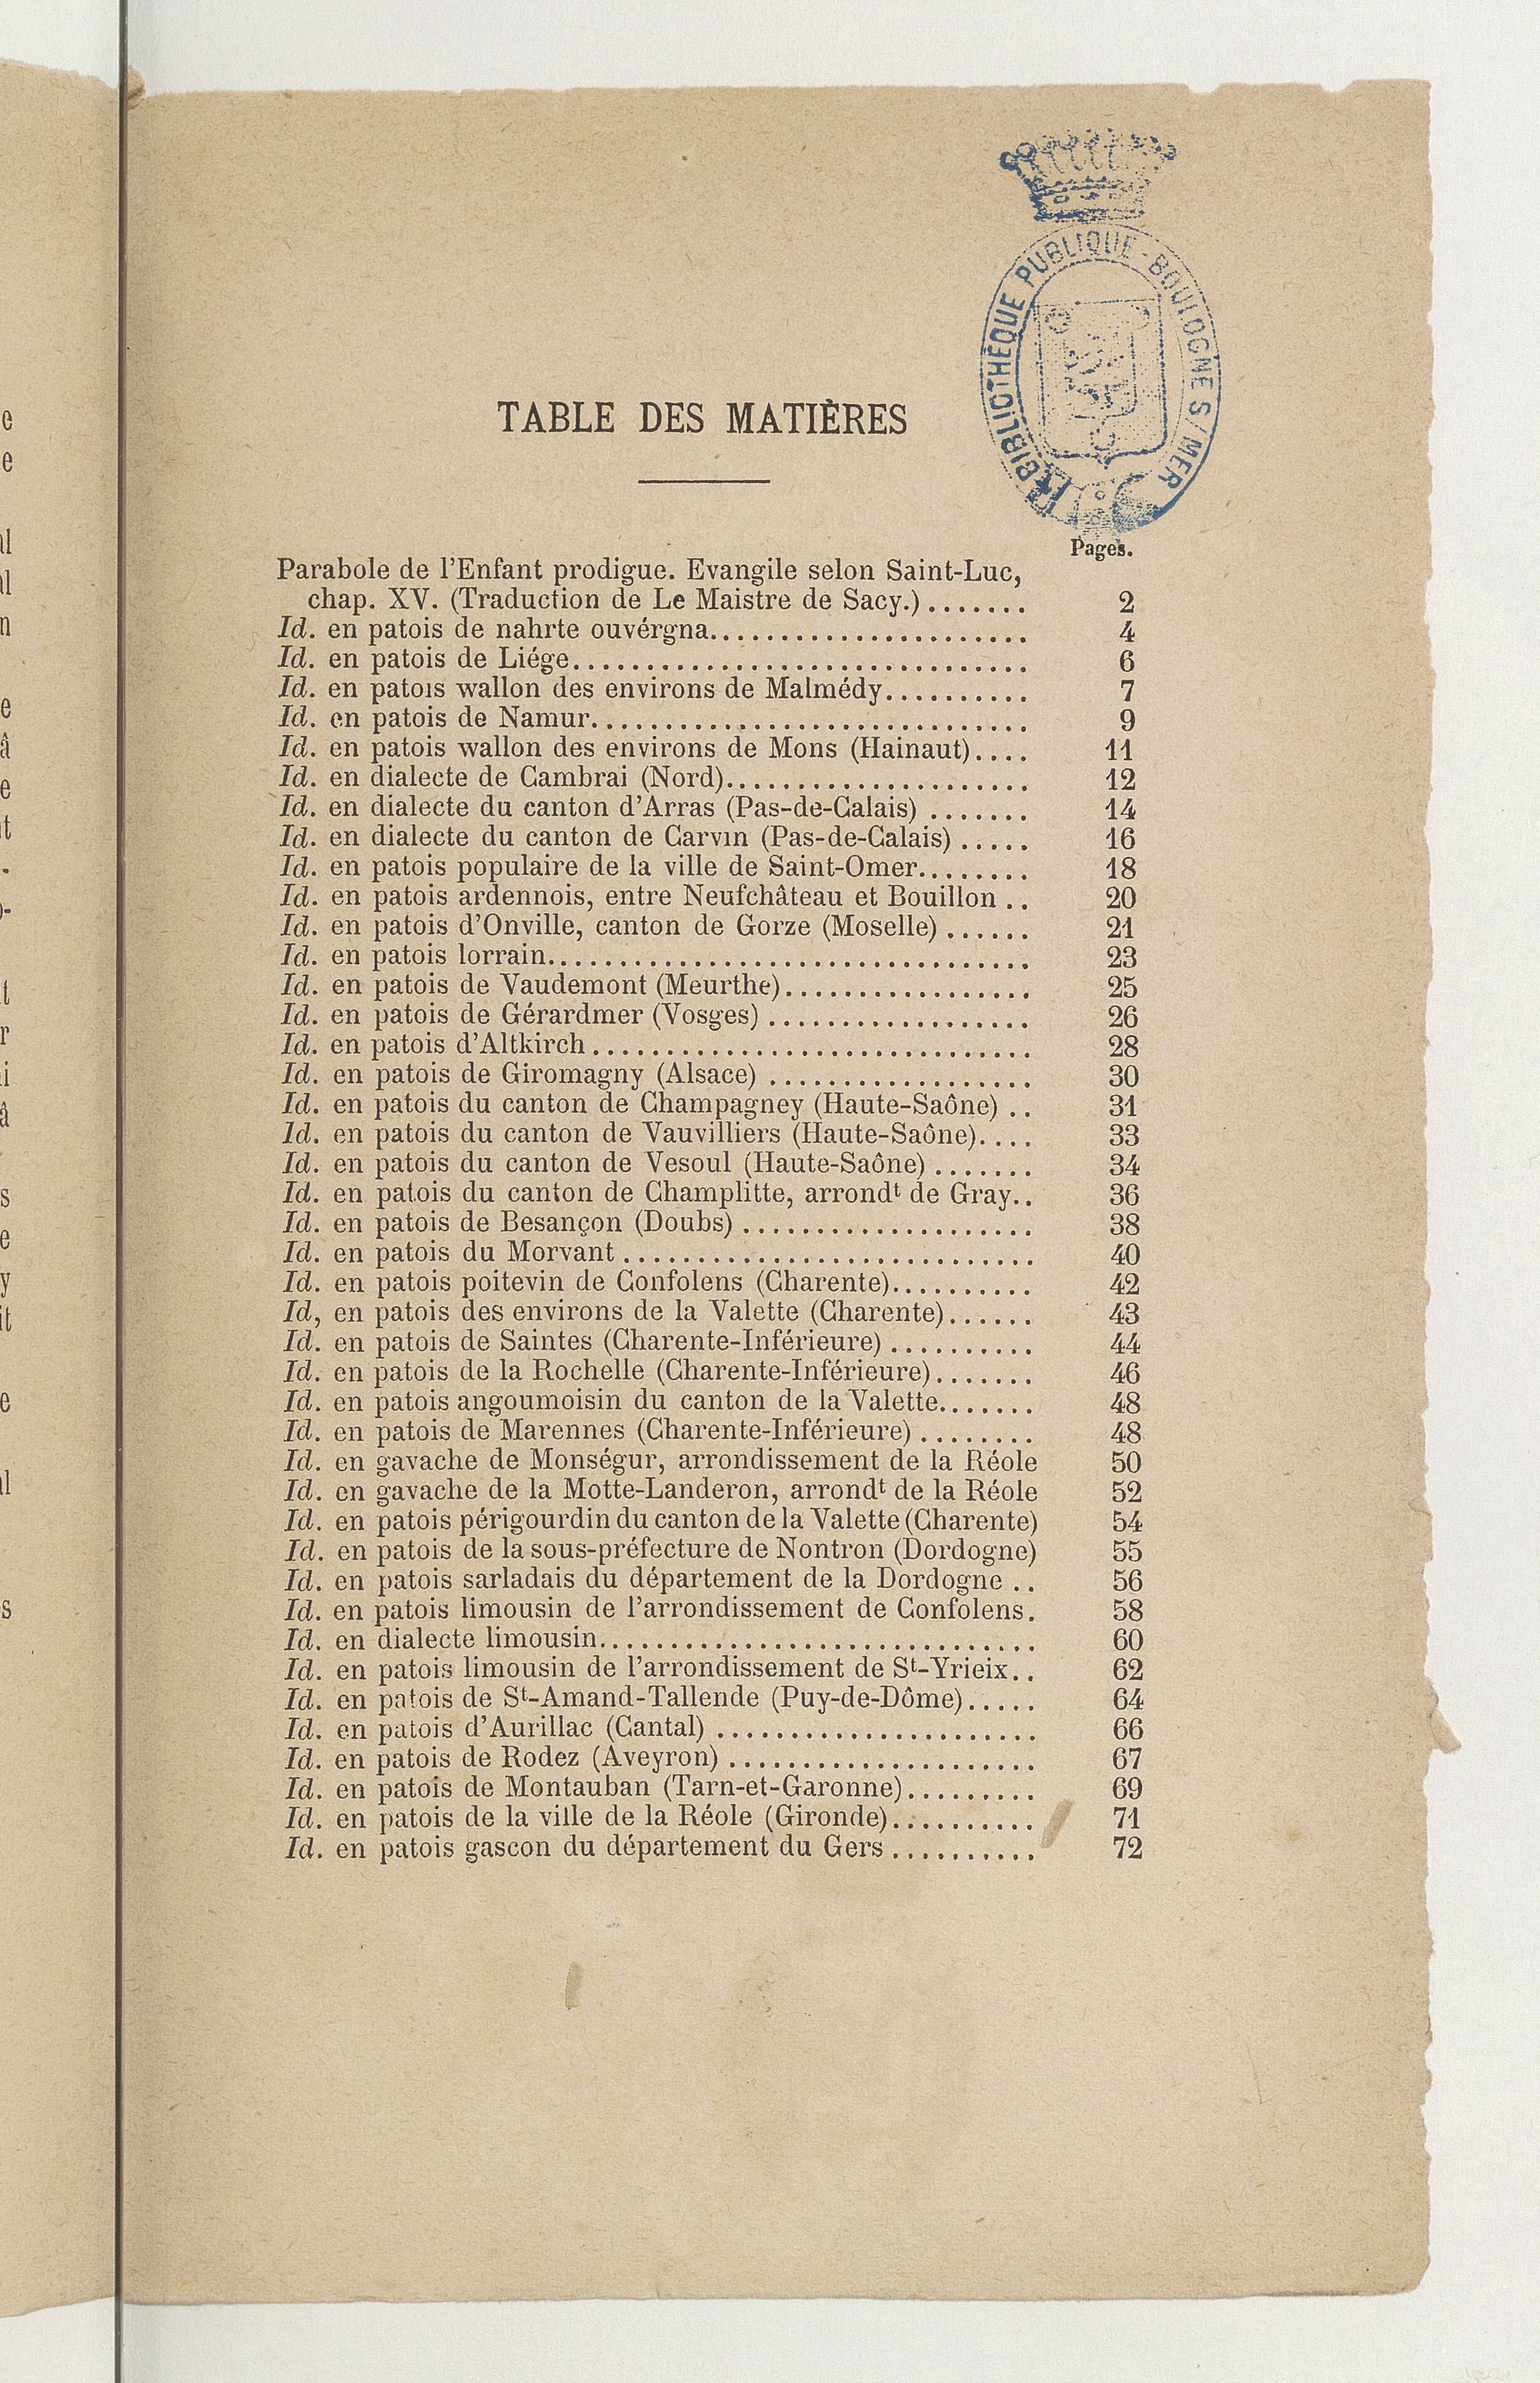 BIBLIOTHÈQUE PUBLIQUE - BOULOGNE S/MER
TABLE DES MATIÈRES
Pages.
Parabole de l'Enfant prodigue. Evangile selon Saint-Luc,
chap. XV. (Traduction de Le Maistre de Sacy.)....... 2
Id. en patois de nahrte ouvérgna...................... 4
Id. en patois de Liége............................... 6
Id. en patois wallon des environs de Malmédy.......... 7
Id. en patois de Namur.............................. 9
Id. en patois wallon des environs de Mons (Hainaut).... 11
Id. en dialecte de Cambrai (Nord)..................... 12
Id. en dialecte du canton d'Arras (Pas-de-Calais) ....... 14
Id. en dialecte du canton de Carvin (Pas-de-Calais) ..... 16
Id. en patois populaire de la ville de Saint-Omer........ 18
Id. en patois ardennois, entre Neufchâteau et Bouillon .. 20
Id. en patois d'Onville, canton de Gorze (Moselle) ...... 21
Id. en patois lorrain................................. 23
Id. en patois de Vaudemont (Meurthe)................. 25
Id. en patois de Gérardmer (Vosges) .................. 26
Id. en patois d'Altkirch .............................. 28
Id. en patois de Giromagny (Alsace) .................. 30
Id. en patois du canton de Champagney (Haute-Saône) .. 31
Id. en patois du canton de Vauvilliers (Haute-Saône).... 33
Id. en patois du canton de Vesoul (Haute-Saône) ....... 34
Id. en patois du canton de Champlitte, arrondt de Gray.. 36
Id. en patois de Besançon (Doubs) .................... 38
Id. en patois du Morvant ............................ 40
Id. en patois poitevin de Confolens (Charente).......... 42
Id, en patois des environs de la Valette (Charente)...... 43
Id. en patois de Saintes (Charente-Inférieure) .......... 44
Id. en patois de la Rochelle (Charente-Inférieure)....... 46
Id. en patois angoumoisin du canton de la Valette....... 48
Id. en patois de Marennes (Charente-Inférieure) ........ 48
Id. en gavache de Monségur, arrondissement de la Réole 50
Id. en gavache de la Motte-Landeron, arrondt de la Réole 52
Id. en patois périgourdin du canton de la Valette (Charente) 54
Id. en patois de la sous-préfecture de Nontron (Dordogne) 55
Id. en patois sarladais du département de la Dordogne .. 56
Id. en patois limousin de l'arrondissement de Confolens. 58
Id. en dialecte limousin.............................. 60
Id. en patois limousin de l'arrondissement de St-Yrieix.. 62
Id. en patois de St-Amand-Tallende (Puy-de-Dôme)..... 64
Id. en patois d'Aurillac (Cantal) ...................... 66
Id. en patois de Rodez (Aveyron) ..................... 67
Id. en patois de Montauban (Tarn-et-Garonne)......... 69
Id. en patois de la ville de la Réole (Gironde).......... 71
Id. en patois gascon du département du Gers .......... 72